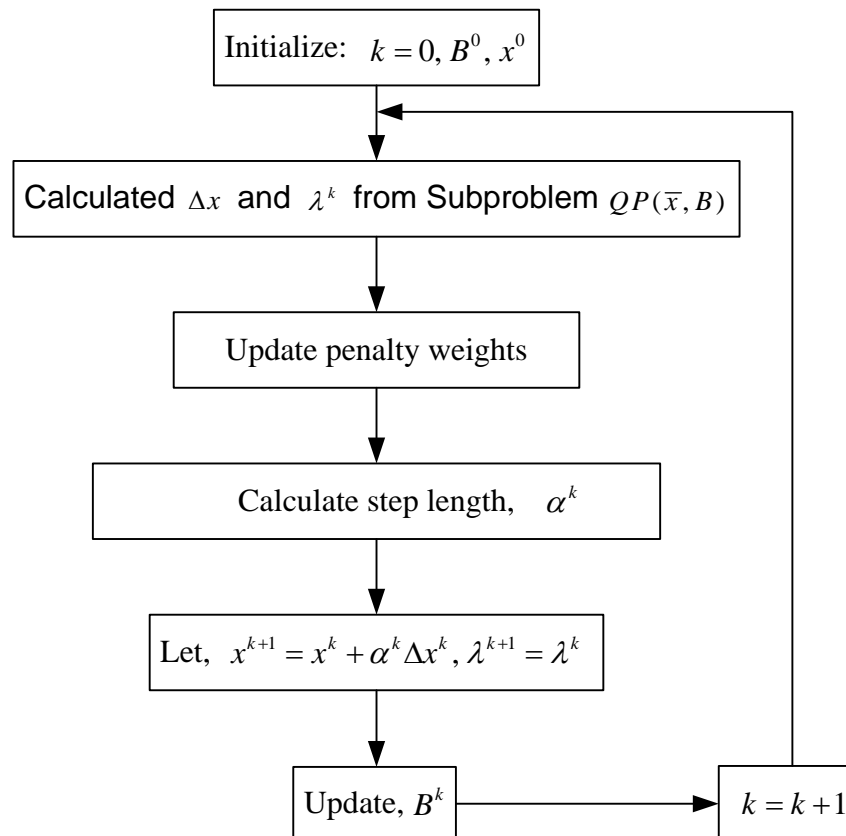 Initialize: k = 0, B^0, x^0
Calculated Δx and λ^k from Subproblem QP(x̅, B)
Update penalty weights
Calculate step length, α^k
Let, x^{k+1} = x^k + α^k Δx^k, λ^{k+1} = λ^k
Update, B^k
k = k+1